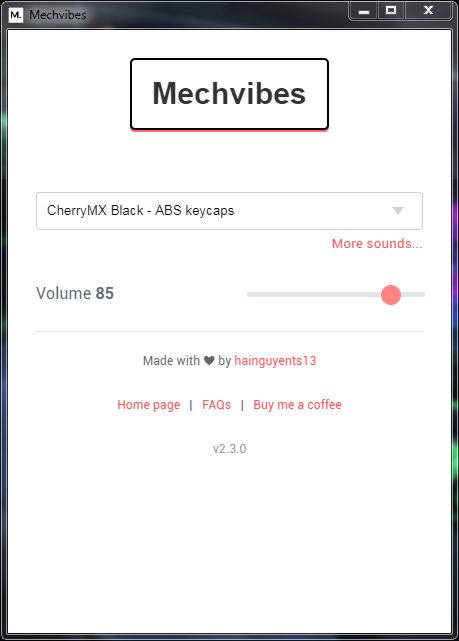 M. Mechvibes
Mechvibes
CherryMX Black - ABS keycaps
More sounds...
Volume 85
Made with ❤ by hainguyents13
Home page | FAQs | Buy me a coffee
v2.3.0